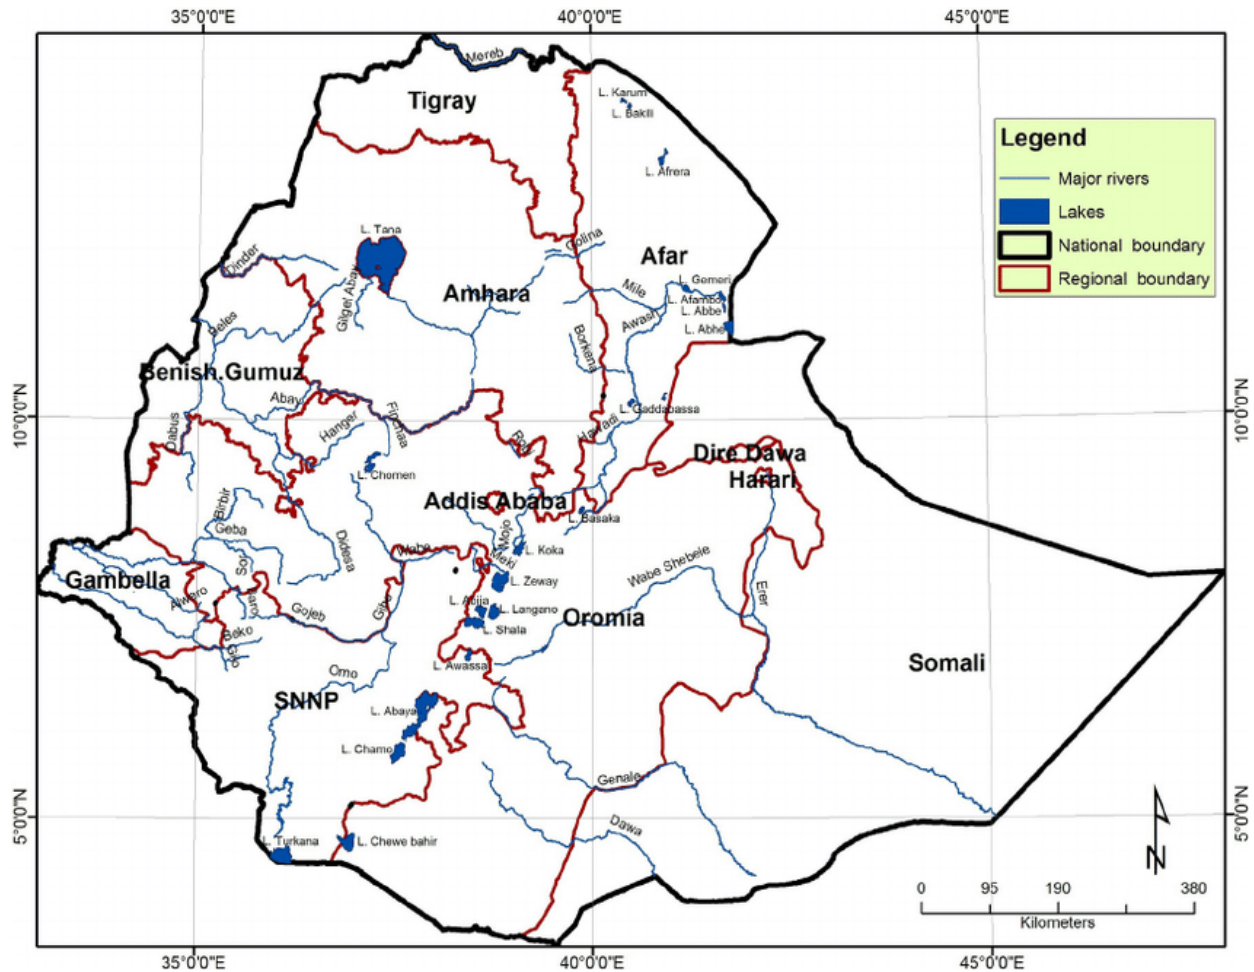 35°0'0"E
40°0'0"E
45°0'0"E
Mereb
Tigray
L. Karum
L. Bakili
L. Afrera
Legend
Major rivers
Lakes
National boundary
Regional boundary
L. Tana
Golina
Dinder
Afar
Gilgel Abay
Amhara
Mile
L. Gemeri
L. Afambo
L. Abbe
Awash
L. Abhe
Beles
Borkena
Benish.Gumuz
Abay
L. Gaddabassa
10°0'0"N
10°0'0"N
Dabus
Hanger
Finchaa
Robi
Hawadi
Dire Dawa
Harari
L. Chomen
Addis Ababa
L. Basaka
Birbir
Geba
Sor
Didesa
Wabe
Mojo
L. Koka
Meki
L. Zeway
Wabe Shebele
Erer
Gambella
Alwero
Baro
Gojeb
Gibe
L. Abija
L. Langano
L. Shala
Oromia
Beko
Gilo
L. Awassa
Somali
Omo
SNNP
L. Abaya
L. Chamo
Genale
5°0'0"N
5°0'0"N
Dawa
L. Turkana
L. Chewe bahir
N
0 95 190 380
Kilometers
35°0'0"E
40°0'0"E
45°0'0"E